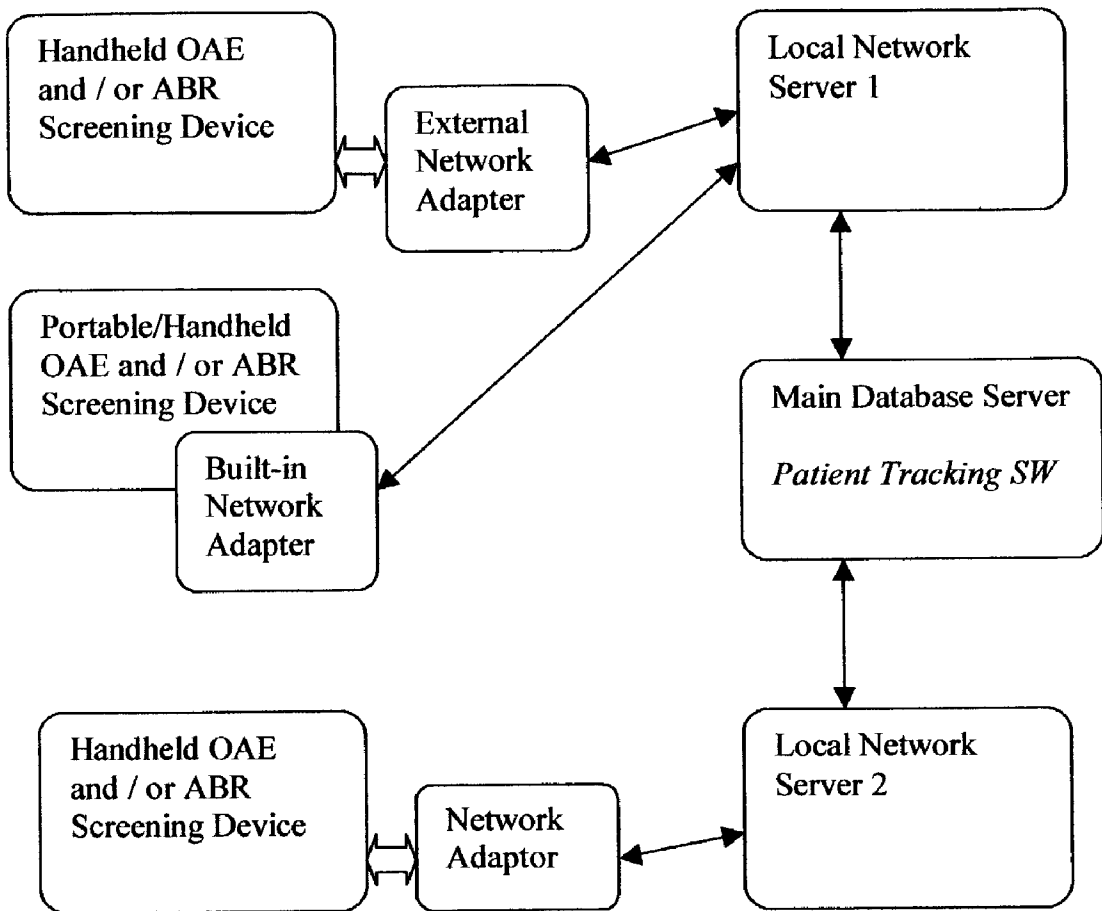 Handheld OAE
and / or ABR
Screening Device
External
Network
Adapter
Local Network
Server 1
Portable/Handheld
OAE and / or ABR
Screening Device
Built-in
Network
Adapter
Main Database Server
Patient Tracking SW
Handheld OAE
and / or ABR
Screening Device
Network
Adaptor
Local Network
Server 2